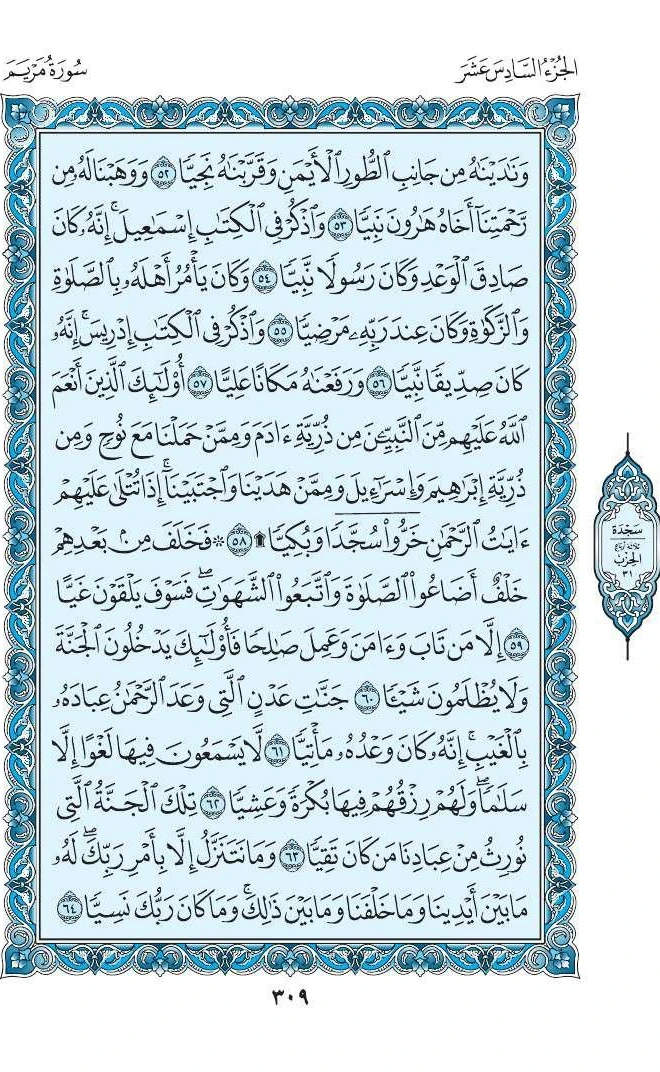 الجُزْءُ السَّادِسَ عَشَرَ
سُورَةُ مَرْيَمَ
وَنَٰدَيْنَٰهُ مِن جَانِبِ ٱلطُّورِ ٱلْأَيْمَنِ وَقَرَّبْنَٰهُ نَجِيًّا ٥٢ وَوَهَبْنَا لَهُۥ مِن
رَّحْمَتِنَآ أَخَاهُ هَٰرُونَ نَبِيًّا ٥٣ وَٱذْكُرْ فِى ٱلْكِتَٰبِ إِسْمَٰعِيلَۚ إِنَّهُۥ كَانَ
صَادِقَ ٱلْوَعْدِ وَكَانَ رَسُولًا نَّبِيًّا ٥٤ وَكَانَ يَأْمُرُ أَهْلَهُۥ بِٱلصَّلَوٰةِ
وَٱلزَّكَوٰةِ وَكَانَ عِندَ رَبِّهِۦ مَرْضِيًّا ٥٥ وَٱذْكُرْ فِى ٱلْكِتَٰبِ إِدْرِيسَۚ إِنَّهُۥ
كَانَ صِدِّيقًا نَّبِيًّا ٥٦ وَرَفَعْنَٰهُ مَكَانًا عَلِيًّا ٥٧ أُو۟لَٰٓئِكَ ٱلَّذِينَ أَنْعَمَ
ٱللَّهُ عَلَيْهِم مِّنَ ٱلنَّبِيِّـۧنَ مِن ذُرِّيَّةِ ءَادَمَ وَمِمَّنْ حَمَلْنَا مَعَ نُوحٍ وَمِن
ذُرِّيَّةِ إِبْرَٰهِيمَ وَإِسْرَٰٓءِيلَ وَمِمَّنْ هَدَيْنَا وَٱجْتَبَيْنَآۚ إِذَا تُتْلَىٰ عَلَيْهِمْ
ءَايَٰتُ ٱلرَّحْمَٰنِ خَرُّوا۟ سُجَّدًا وَبُكِيًّا ۩ ٥٨ ۞ فَخَلَفَ مِنۢ بَعْدِهِمْ
خَلْفٌ أَضَاعُوا۟ ٱلصَّلَوٰةَ وَٱتَّبَعُوا۟ ٱلشَّهَوَٰتِۖ فَسَوْفَ يَلْقَوْنَ غَيًّا
٥٩ إِلَّا مَن تَابَ وَءَامَنَ وَعَمِلَ صَٰلِحًا فَأُو۟لَٰٓئِكَ يَدْخُلُونَ ٱلْجَنَّةَ
وَلَا يُظْلَمُونَ شَيْـًٔا ٦٠ جَنَّٰتِ عَدْنٍ ٱلَّتِى وَعَدَ ٱلرَّحْمَٰنُ عِبَادَهُۥ
بِٱلْغَيْبِۚ إِنَّهُۥ كَانَ وَعْدُهُۥ مَأْتِيًّا ٦١ لَّا يَسْمَعُونَ فِيهَا لَغْوًا إِلَّا
سَلَٰمًاۖ وَلَهُمْ رِزْقُهُمْ فِيهَا بُكْرَةً وَعَشِيًّا ٦٢ تِلْكَ ٱلْجَنَّةُ ٱلَّتِى
نُورِثُ مِنْ عِبَادِنَا مَن كَانَ تَقِيًّا ٦٣ وَمَا نَتَنَزَّلُ إِلَّا بِأَمْرِ رَبِّكَۖ لَهُۥ
مَا بَيْنَ أَيْدِينَا وَمَا خَلْفَنَا وَمَا بَيْنَ ذَٰلِكَۚ وَمَا كَانَ رَبُّكَ نَسِيًّا ٦٤
سَجْدَة
ثلاثة أرباع
الحِزْب
٣١
٣٠٩